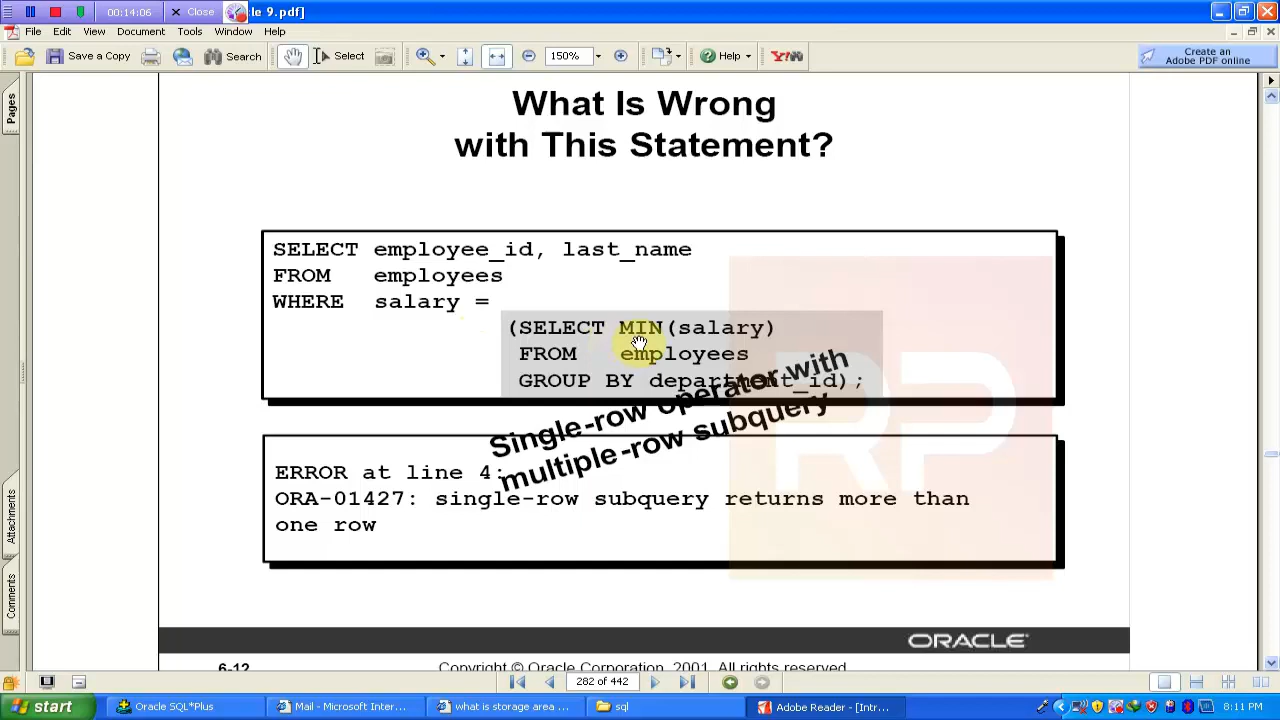 00:14:06
Close
le 9.pdf]
File Edit View Document Tools Window Help
Save a Copy
Search
Select
150%
Help
Y!
Create an
Adobe PDF online
Pages
Attachments
Comments
What Is Wrong
with This Statement?
SELECT employee_id, last_name
FROM employees
WHERE salary =
(SELECT MIN(salary)
FROM employees
GROUP BY department_id);
Single-row operator with
multiple-row subquery
ERROR at line 4:
ORA-01427: single-row subquery returns more than
one row
RP
ORACLE
6-12
Copyright © Oracle Corporation, 2001. All rights reserved.
282 of 442
start
Oracle SQL*Plus
Mail - Microsoft Inter...
what is storage area ...
sql
Adobe Reader - [Intr...
8:11 PM